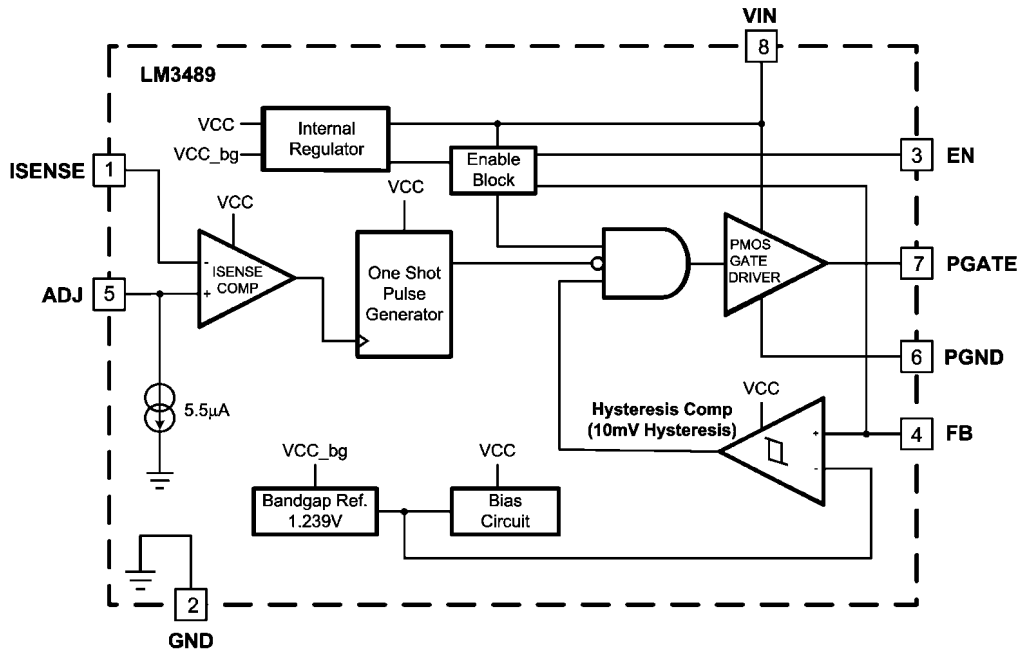 VIN
8
LM3489
VCC
VCC_bg
Internal
Regulator
Enable
Block
3
EN
ISENSE
1
VCC
VCC
-
ISENSE
COMP
+
One Shot
Pulse
Generator
PMOS
GATE
DRIVER
7
PGATE
ADJ
5
6
PGND
5.5µA
VCC
Hysteresis Comp
(10mV Hysteresis)
+
-
4
FB
VCC_bg
VCC
Bandgap Ref.
1.239V
Bias
Circuit
2
GND